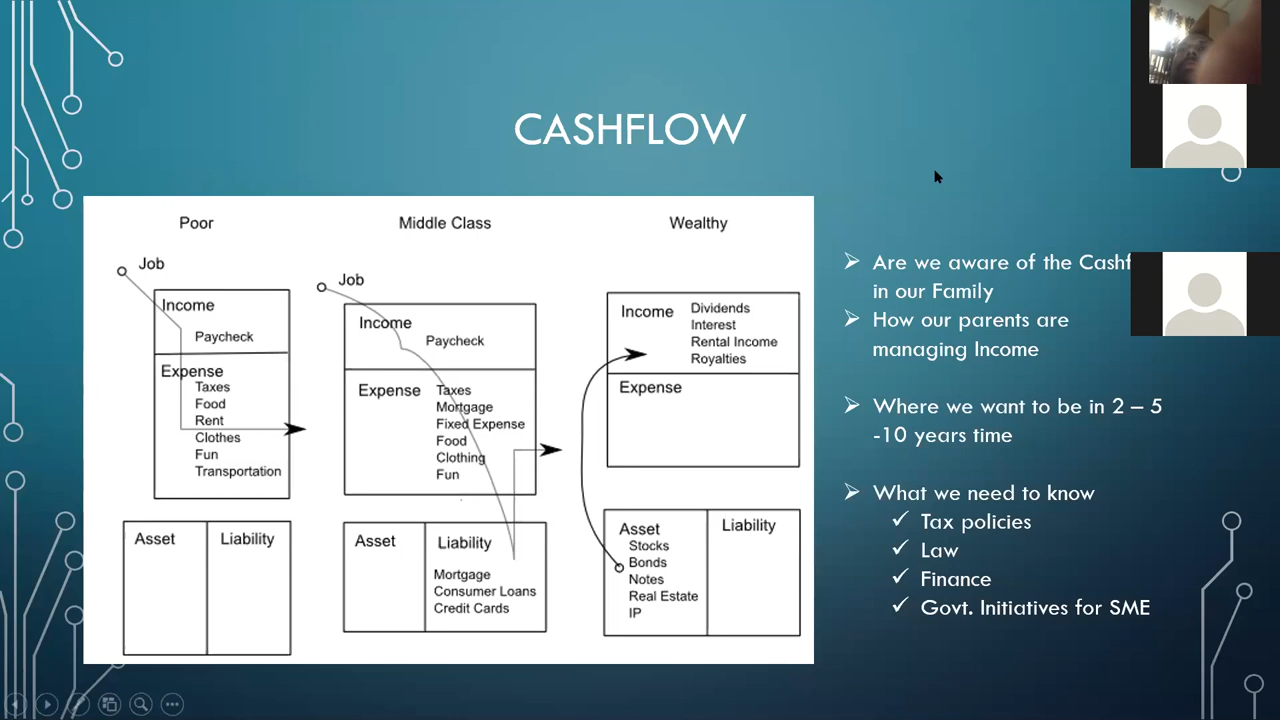 CASHFLOW
Poor
Job
Income
Paycheck
Expense
Taxes
Food
Rent
Clothes
Fun
Transportation
Asset
Liability
Middle Class
Job
Income
Paycheck
Expense
Taxes
Mortgage
Fixed Expense
Food
Clothing
Fun
Asset
Liability
Mortgage
Consumer Loans
Credit Cards
Wealthy
Income
Dividends
Interest
Rental Income
Royalties
Expense
Asset
Stocks
Bonds
Notes
Real Estate
IP
Liability
Are we aware of the
in our Family
How our parents are
managing Income
Where we want to be in 2 – 5
-10 years time
What we need to know
Tax policies
Law
Finance
Govt. Initiatives for SME